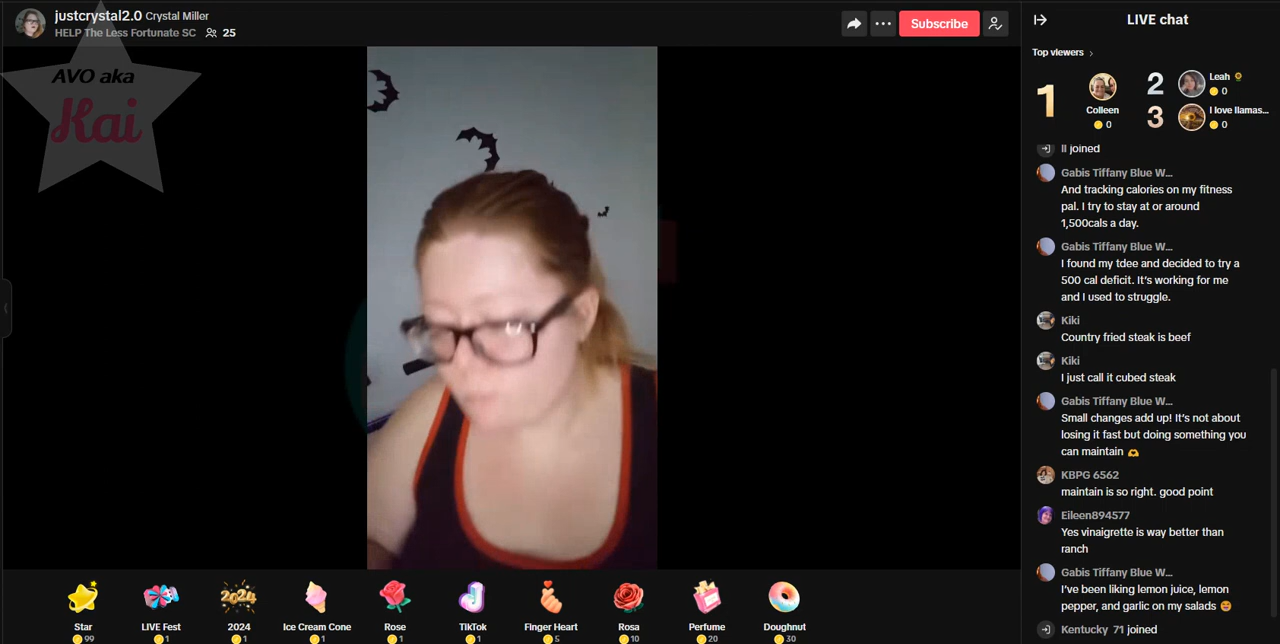 justcrystal2.0 Crystal Miller
HELP The Less Fortunate SC 25
Subscribe
AVO aka
Kai
LIVE chat
Top viewers
1
Colleen
0
2
Leah
0
3
I love llamas...
0
ll joined
Gabis Tiffany Blue W...
And tracking calories on my fitness
pal. I try to stay at or around
1,500cals a day.
Gabis Tiffany Blue W...
I found my tdee and decided to try a
500 cal deficit. It's working for me
and I used to struggle.
Kiki
Country fried steak is beef
Kiki
I just call it cubed steak
Gabis Tiffany Blue W...
Small changes add up! It's not about
losing it fast but doing something you
can maintain
KBPG 6562
maintain is so right. good point
Eileen894577
Yes vinaigrette is way better than
ranch
Gabis Tiffany Blue W...
I've been liking lemon juice, lemon
pepper, and garlic on my salads
Kentucky 71 joined
2024
Star
99
LIVE Fest
1
2024
1
Ice Cream Cone
1
Rose
1
TikTok
1
Finger Heart
5
Rosa
10
Perfume
20
Doughnut
30